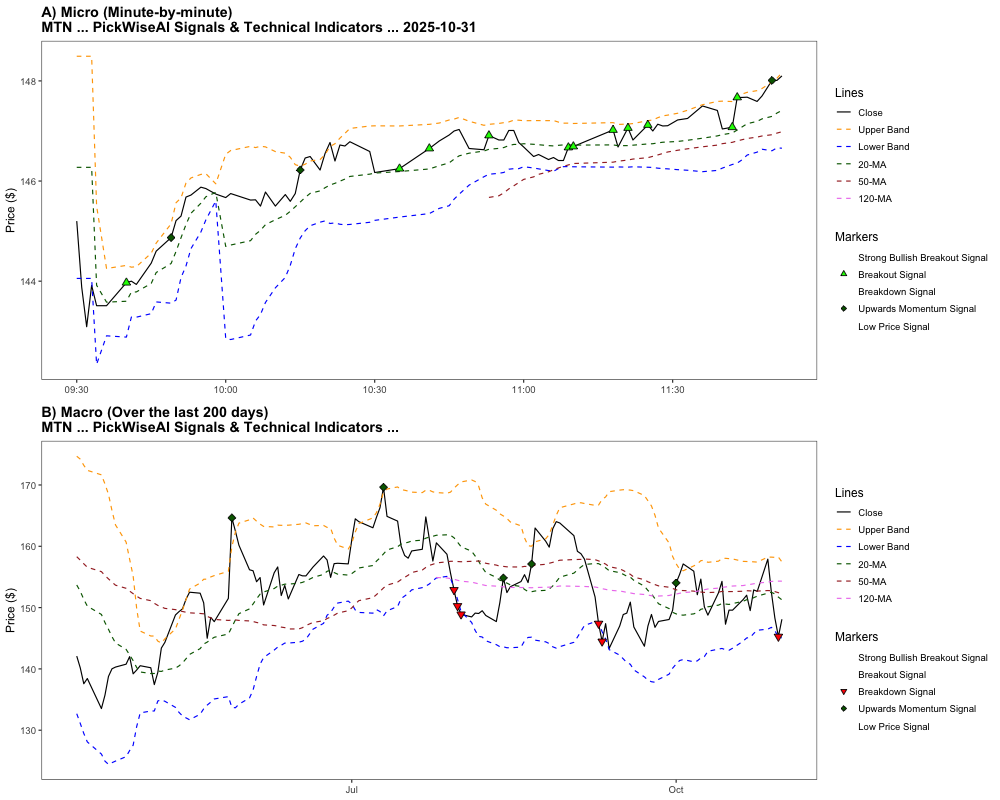 A) Micro (Minute-by-minute)
MTN ... PickWiseAI Signals & Technical Indicators ... 2025-10-31
Price ($)
148
146
144
09:30
10:00
10:30
11:00
11:30
Lines
Close
Upper Band
Lower Band
20-MA
50-MA
120-MA
Markers
Strong Bullish Breakout Signal
Breakout Signal
Breakdown Signal
Upwards Momentum Signal
Low Price Signal
B) Macro (Over the last 200 days)
MTN ... PickWiseAI Signals & Technical Indicators ...
Price ($)
170
160
150
140
130
Jul
Oct
Lines
Close
Upper Band
Lower Band
20-MA
50-MA
120-MA
Markers
Strong Bullish Breakout Signal
Breakout Signal
Breakdown Signal
Upwards Momentum Signal
Low Price Signal